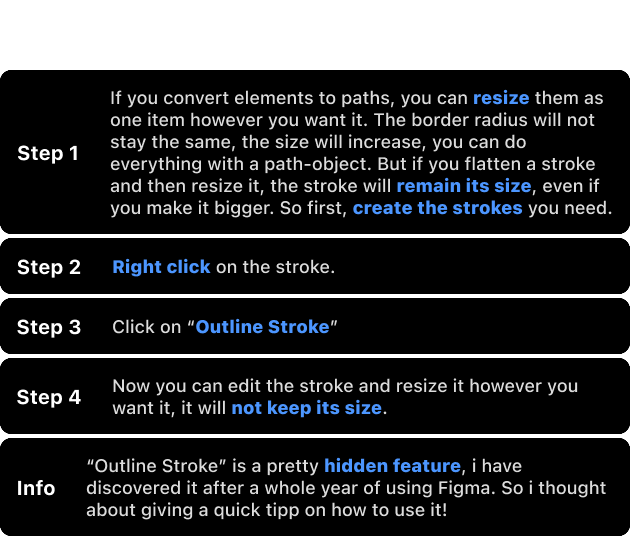 If you convert elements to paths, you can resize them as
one item however you want it. The border radius will not
stay the same, the size will increase, you can do
Step 1
everything with a path-object. But if you flatten a stroke
and then resize it, the stroke will remain its size, even if
you make it bigger. So first, create the strokes you need.
Step 2 Right click on the stroke.
Step 3 Click on “Outline Stroke”
Step 4
Now you can edit the stroke and resize it however you
want it, it will not keep its size.
Info
“Outline Stroke” is a pretty hidden feature, i have
discovered it after a whole year of using Figma. So i thought
about giving a quick tipp on how to use it!